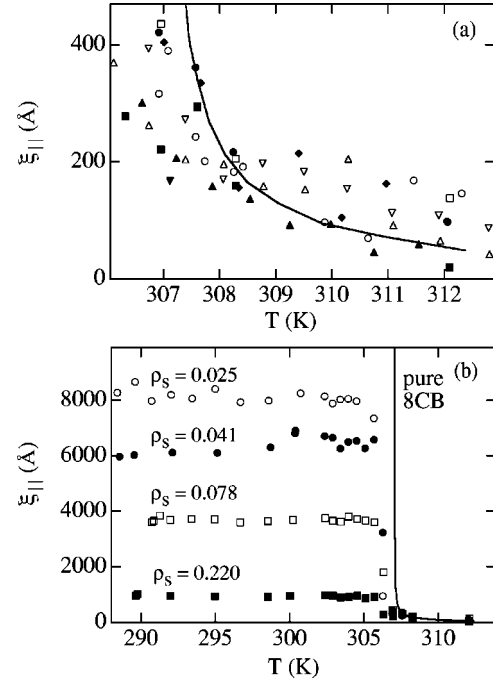 (a)
400
200
0
ξ|| (Å)
307 308 309 310 311 312
T (K)
(b)
ρS = 0.025
pure
8CB
8000
ρS = 0.041
6000
ξ|| (Å)
4000
ρS = 0.078
2000
ρS = 0.220
0
290 295 300 305 310
T (K)